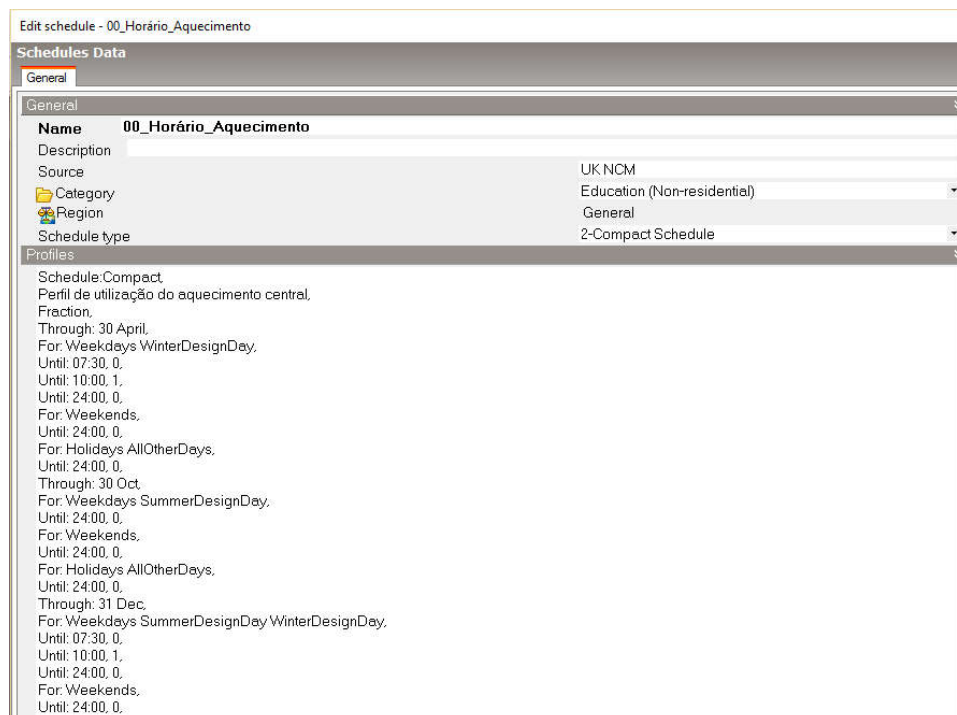 Edit schedule - 00_Horário_Aquecimento
Schedules Data
General
General
Name 00_Horário_Aquecimento
Description
Source UK NCM
Category Education (Non-residential)
Region General
Schedule type 2-Compact Schedule
Profiles
Schedule:Compact,
Perfil de utilização do aquecimento central,
Fraction,
Through: 30 April,
For: Weekdays WinterDesignDay,
Until: 07:30, 0,
Until: 10:00, 1,
Until: 24:00, 0,
For: Weekends,
Until: 24:00, 0,
For: Holidays AllOtherDays,
Until: 24:00, 0,
Through: 30 Oct,
For: Weekdays SummerDesignDay,
Until: 24:00, 0,
For: Weekends,
Until: 24:00, 0,
For: Holidays AllOtherDays,
Until: 24:00, 0,
Through: 31 Dec,
For: Weekdays SummerDesignDay WinterDesignDay,
Until: 07:30, 0,
Until: 10:00, 1,
Until: 24:00, 0,
For: Weekends,
Until: 24:00, 0,